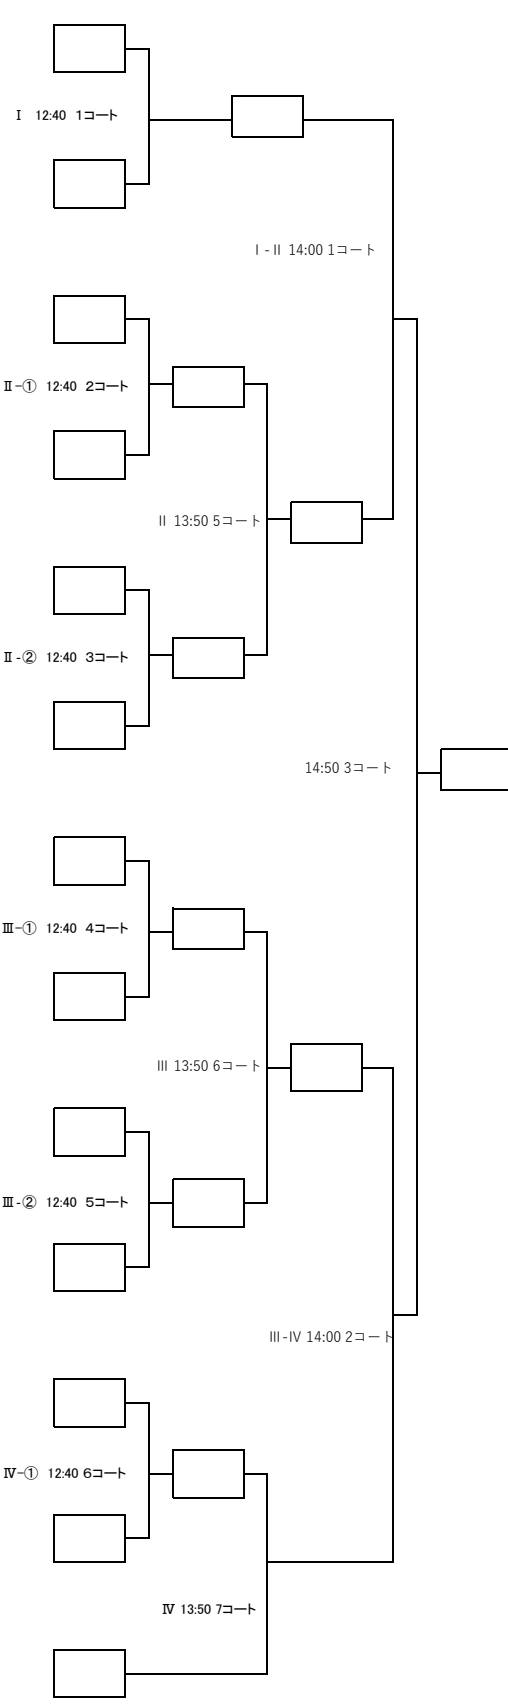 Ⅰ 12:40 1コート
Ⅰ-Ⅱ 14:00 1コート
Ⅱ-① 12:40 2コート
Ⅱ 13:50 5コート
Ⅱ-② 12:40 3コート
14:50 3コート
Ⅲ-① 12:40 4コート
Ⅲ 13:50 6コート
Ⅲ-② 12:40 5コート
Ⅲ-Ⅳ 14:00 2コート
Ⅳ-① 12:40 6コート
Ⅳ 13:50 7コート